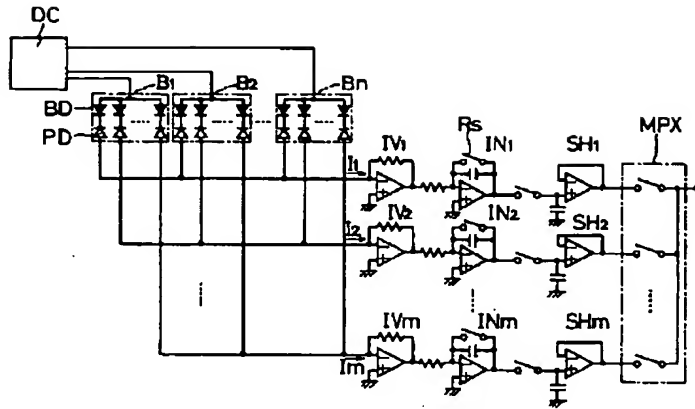 DC
B1 B2 Bn
BD
PD
I1 IV1 Rs IN1 SH1 MPX
I2 IV2 IN2 SH2
Im IVm INm SHm